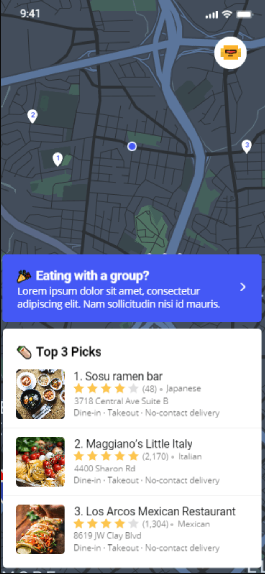 9:41
2
3
1
Eating with a group?
Lorem ipsum dolor sit amet, consectetur
adipiscing elit. Nam sollicitudin nisi id mauris.
Top 3 Picks
1. Sosu ramen bar
(48) • Japanese
3718 Central Ave Suite B
Dine-in · Takeout · No-contact delivery
2. Maggiano's Little Italy
(2,170) • Italian
4400 Sharon Rd
Dine-in · Takeout · No-contact delivery
3. Los Arcos Mexican Restaurant
(1,304) • Mexican
8619 JW Clay Blvd
Dine-in · Takeout · No-contact delivery